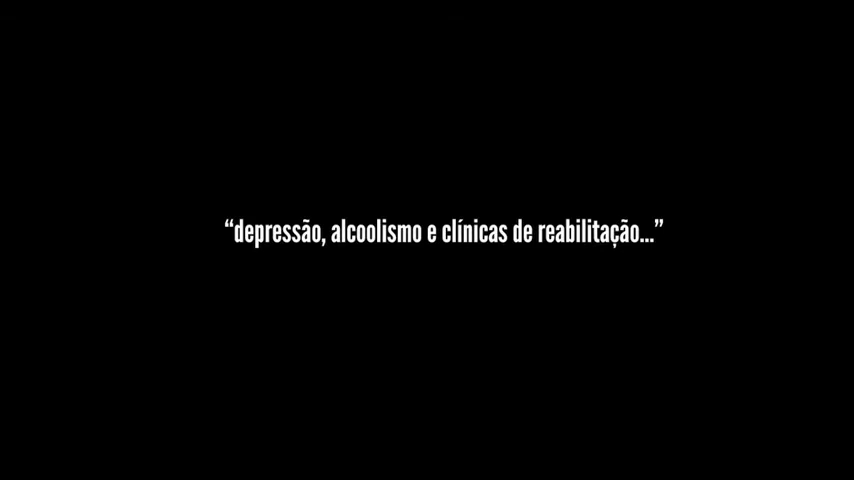 “depressão, alcoolismo e clínicas de reabilitação...”